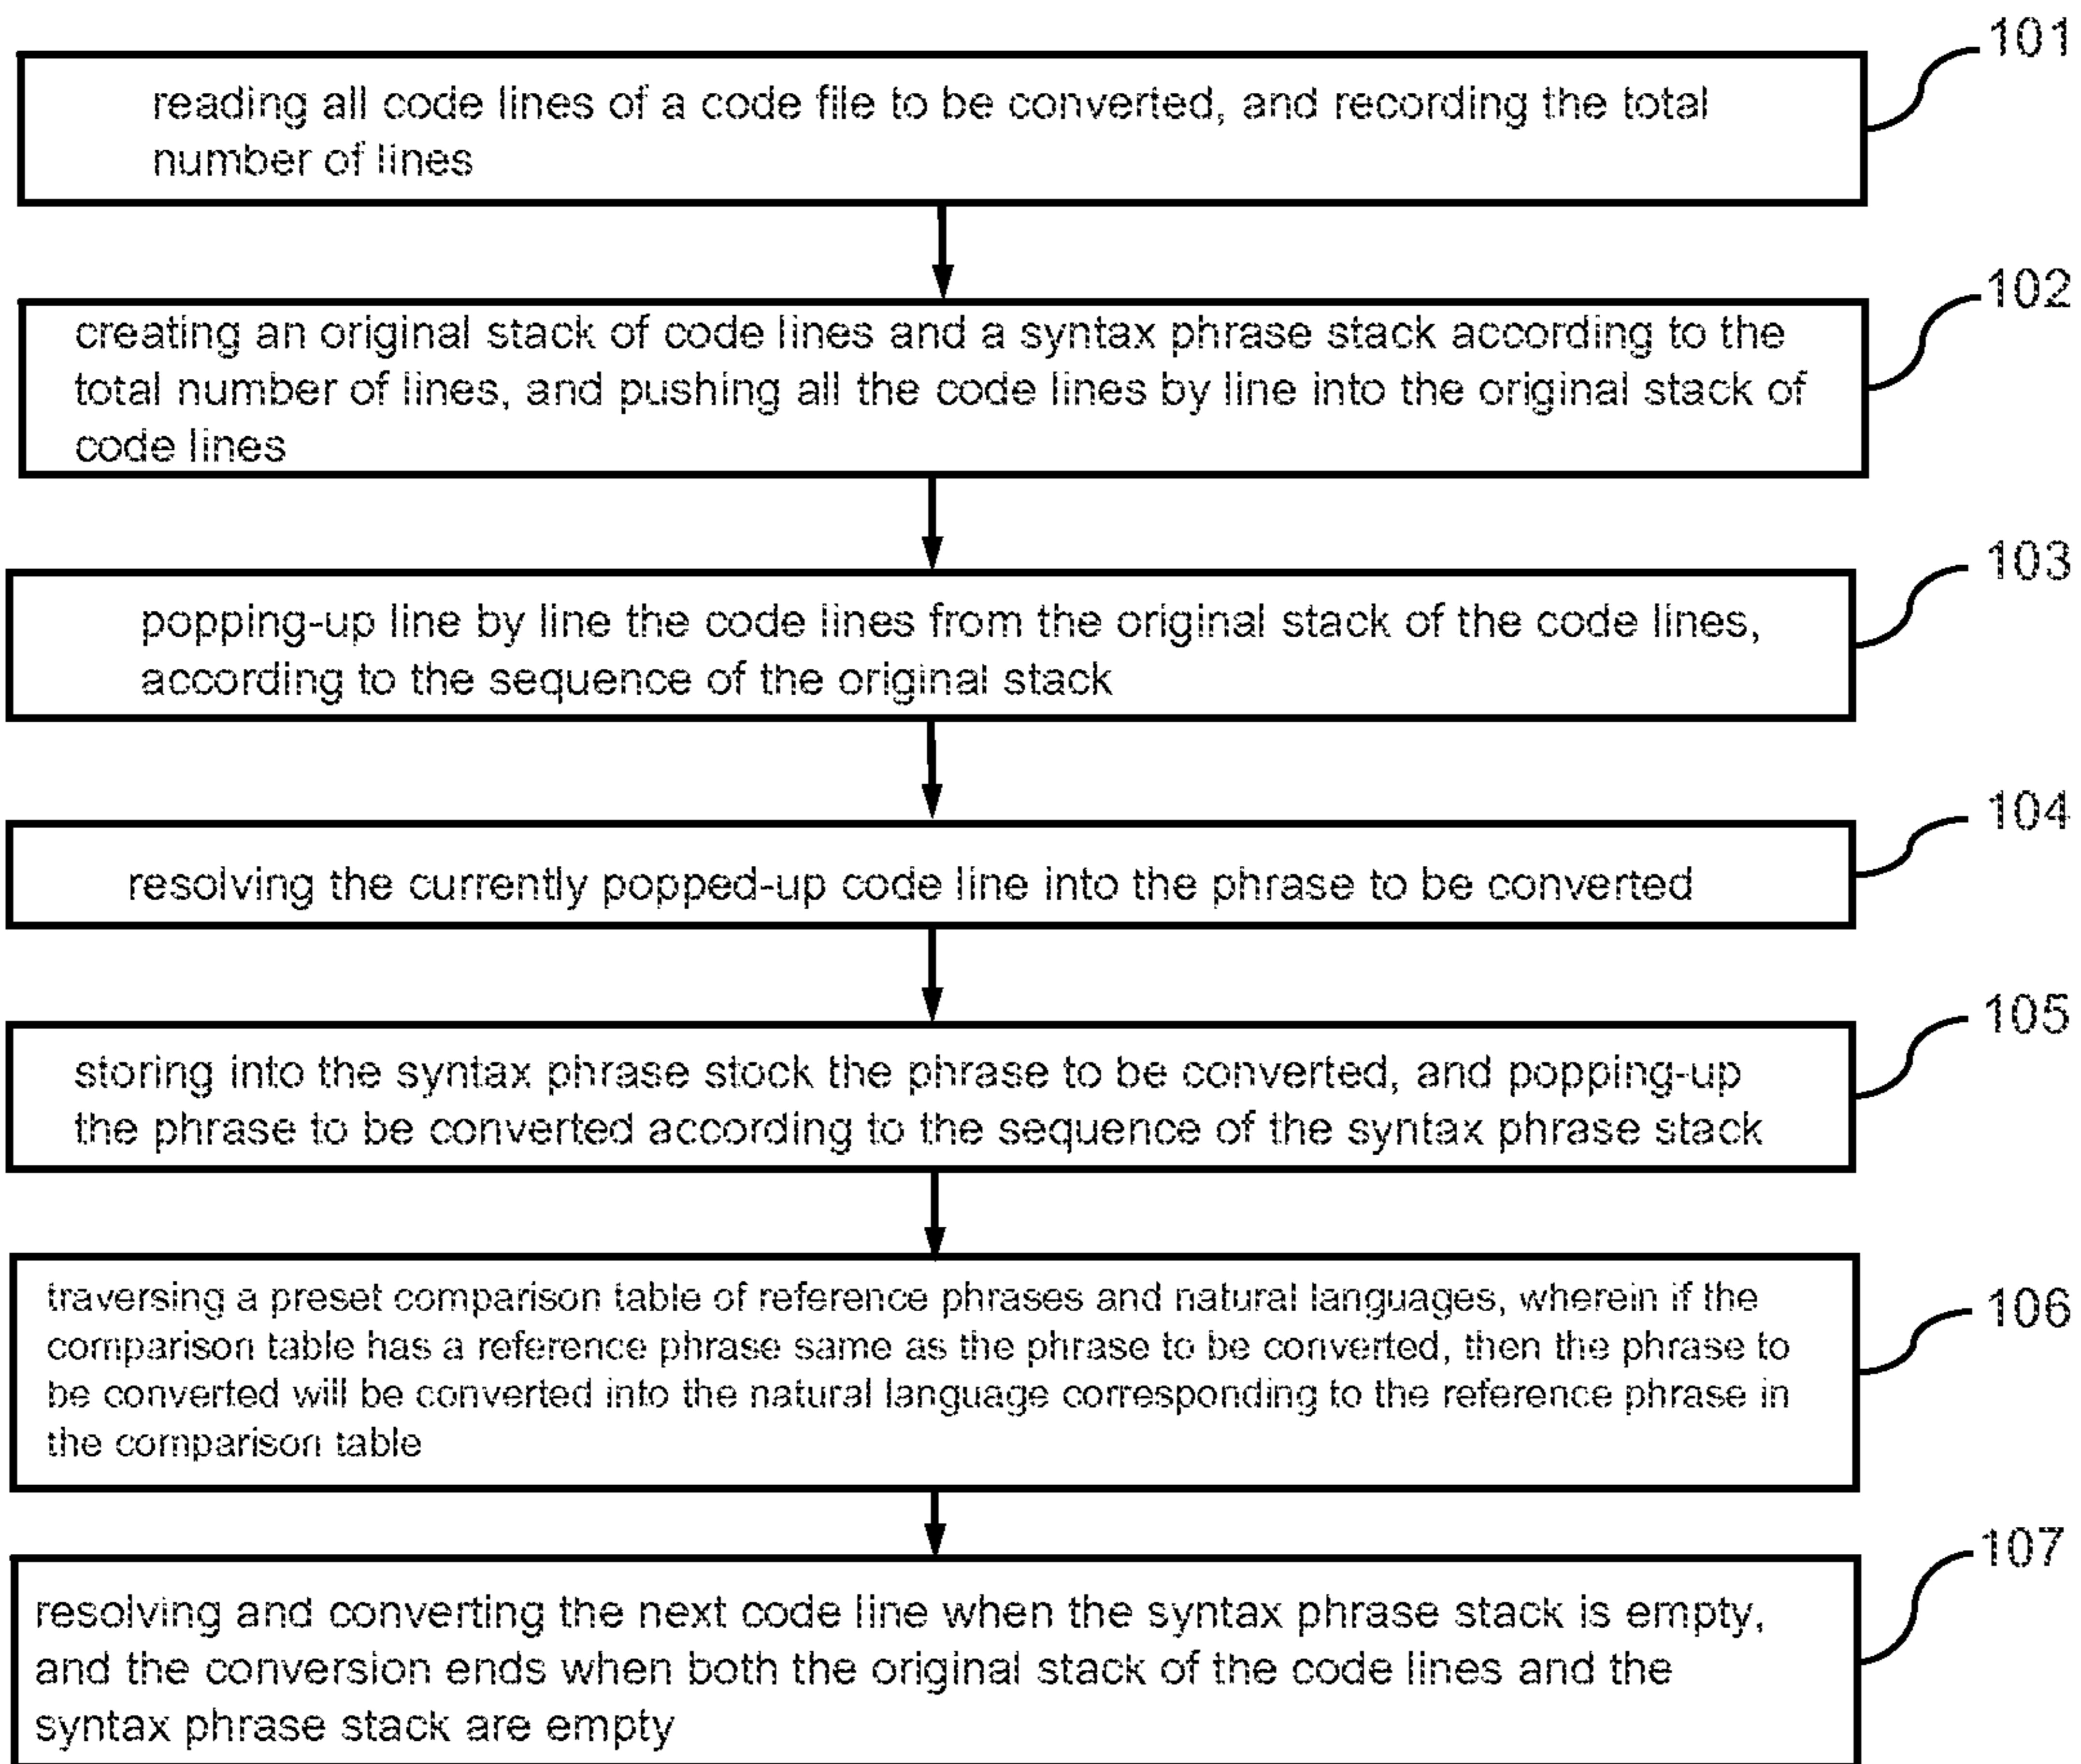 101
reading all code lines of a code file to be converted, and recording the total
number of lines
102
creating an original stack of code lines and a syntax phrase stack according to the
total number of lines, and pushing all the code lines by line into the original stack of
code lines
103
popping-up line by line the code lines from the original stack of the code lines,
according to the sequence of the original stack
104
resolving the currently popped-up code line into the phrase to be converted
105
storing into the syntax phrase stock the phrase to be converted, and popping-up
the phrase to be converted according to the sequence of the syntax phrase stack
106
traversing a preset comparison table of reference phrases and natural languages, wherein if the
comparison table has a reference phrase same as the phrase to be converted, then the phrase to
be converted will be converted into the natural language corresponding to the reference phrase in
the comparison table
107
resolving and converting the next code line when the syntax phrase stack is empty,
and the conversion ends when both the original stack of the code lines and the
syntax phrase stack are empty